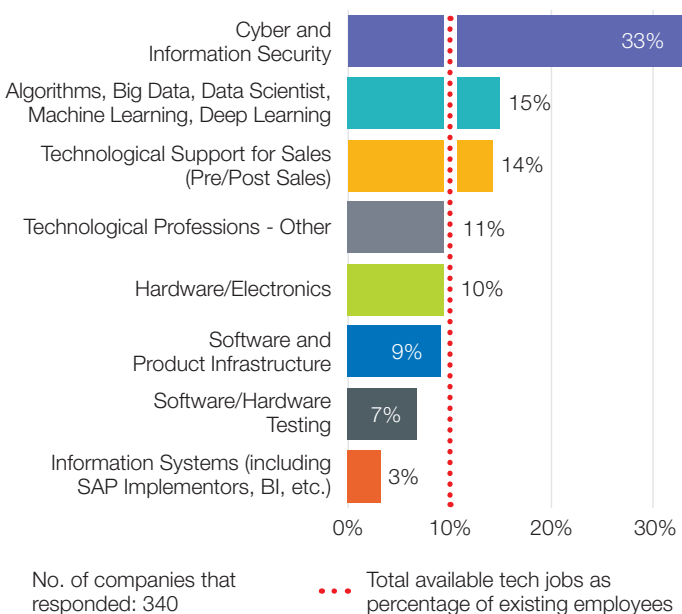 Cyber and
Information Security
33%
Algorithms, Big Data, Data Scientist,
Machine Learning, Deep Learning
15%
Technological Support for Sales
(Pre/Post Sales)
14%
Technological Professions - Other
11%
Hardware/Electronics
10%
Software and
Product Infrastructure
9%
Software/Hardware
Testing
7%
Information Systems (including
SAP Implementors, BI, etc.)
3%
0% 10% 20% 30%
No. of companies that
responded: 340
Total available tech jobs as
percentage of existing employees